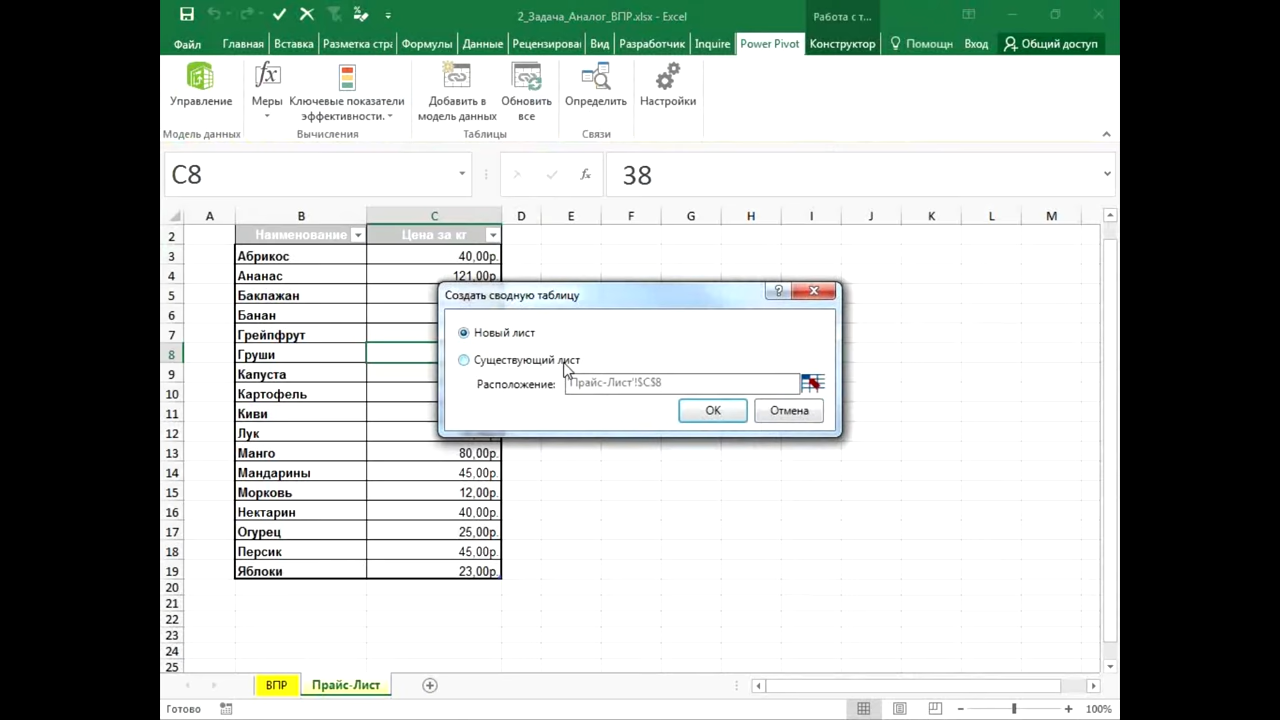 2_Задача_Аналог_ВПР.xlsx - Excel
Работа с т...
Файл Главная Вставка Разметка стра Формулы Данные Рецензирова Вид Разработчик Inquire Power Pivot Конструктор Помощн Вход Общий доступ
Управление
Меры
Ключевые показатели эффективности.
Добавить в модель данных
Обновить все
Определить
Настройки
Модель данных Вычисления Таблицы Связи
C8 fx 38
A B C D E F G H I J K L M
2 Наименование Цена за кг
3 Абрикос 40,00р.
4 Ананас 121,00р.
5 Баклажан
6 Банан
7 Грейпфрут
8 Груши
9 Капуста
10 Картофель
11 Киви
12 Лук
13 Манго 80,00р.
14 Мандарины 45,00р.
15 Морковь 12,00р.
16 Нектарин 40,00р.
17 Огурец 25,00р.
18 Персик 45,00р.
19 Яблоки 23,00р.
20
21
22
23
24
25
Создать сводную таблицу
?
Новый лист
Существующий лист
Расположение: 'Прайс-Лист'!$C$8
OK Отмена
ВПР Прайс-Лист
Готово 100%